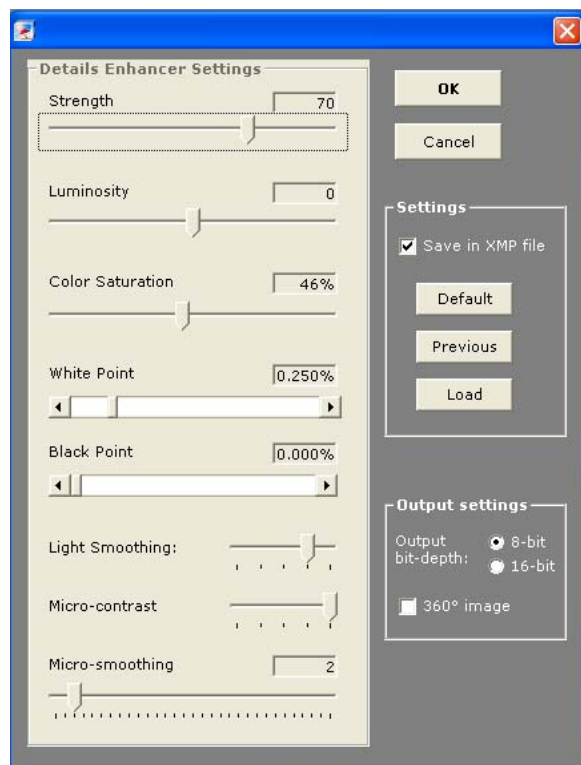 Details Enhancer Settings
Strength 70
Luminosity 0
Color Saturation 46%
White Point 0.250%
Black Point 0.000%
Light Smoothing:
Micro-contrast
Micro-smoothing 2
OK
Cancel
Settings
Save in XMP file
Default
Previous
Load
Output settings
Output
bit-depth:
8-bit
16-bit
360° image